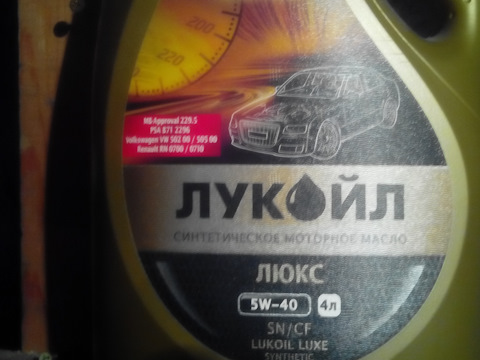 200
220
MB-Approval 229.5
PSA B71 2296
Volkswagen VW 502 00 / 505 00
Renault RN 0700 / 0710
ЛУКОЙЛ
СИНТЕТИЧЕСКОЕ МОТОРНОЕ МАСЛО
ЛЮКС
5W-40 4л
SN/CF
LUKOIL LUXE
SYNTHETIC